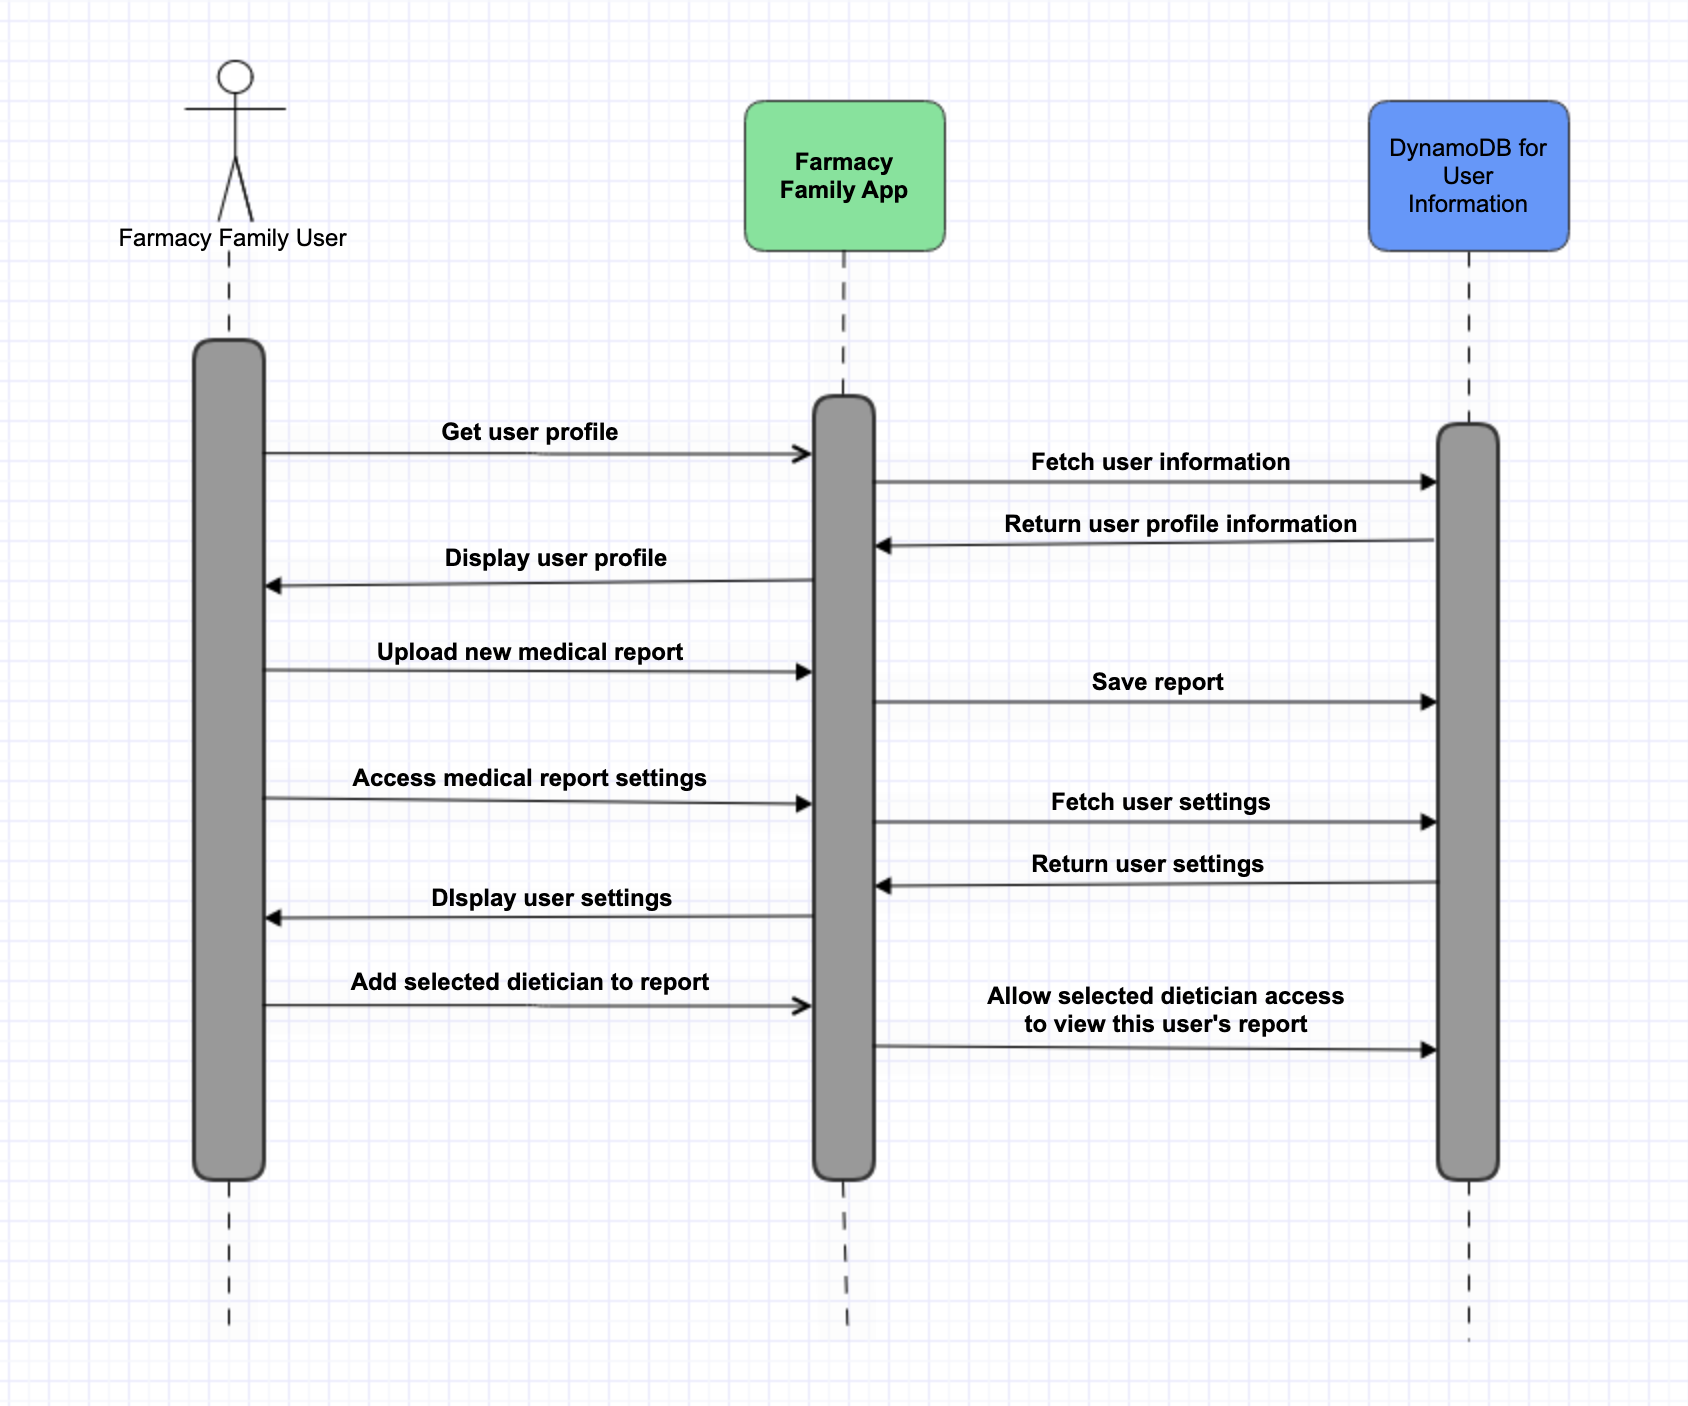 Farmacy Family User
Farmacy
Family App
DynamoDB for
User
Information
Get user profile
Fetch user information
Return user profile information
Display user profile
Upload new medical report
Save report
Access medical report settings
Fetch user settings
Return user settings
DIsplay user settings
Add selected dietician to report
Allow selected dietician access
to view this user's report